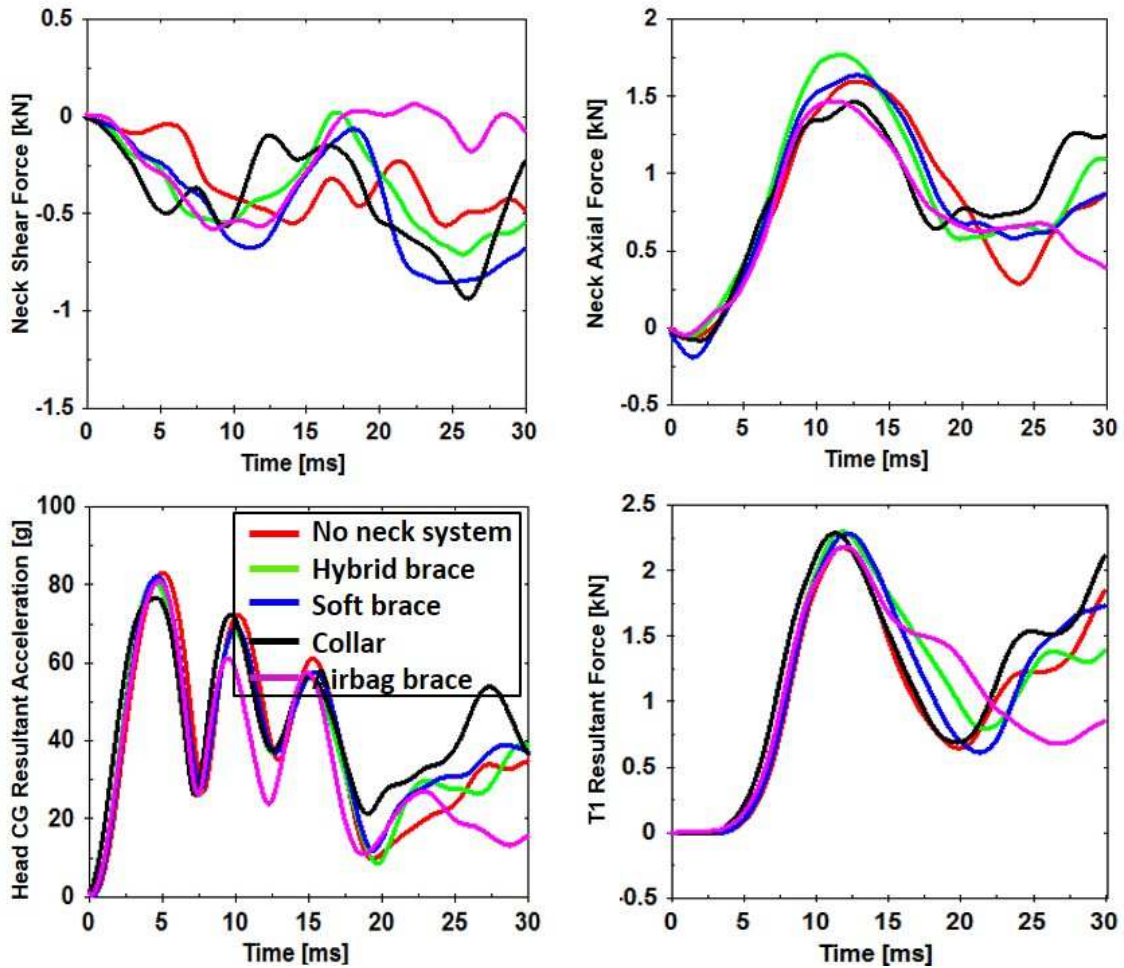 0.5
0
-0.5
-1
-1.5
Neck Shear Force [kN]
0 5 10 15 20 25 30
Time [ms]
2
1.5
1
0.5
0
-0.5
Neck Axial Force [kN]
0 5 10 15 20 25 30
Time [ms]
100
80
60
40
20
0
Head CG Resultant Acceleration [g]
No neck system
Hybrid brace
Soft brace
Collar
irbag brace
0 5 10 15 20 25 30
Time [ms]
2.5
2
1.5
1
0.5
0
-0.5
T1 Resultant Force [kN]
0 5 10 15 20 25 30
Time [ms]